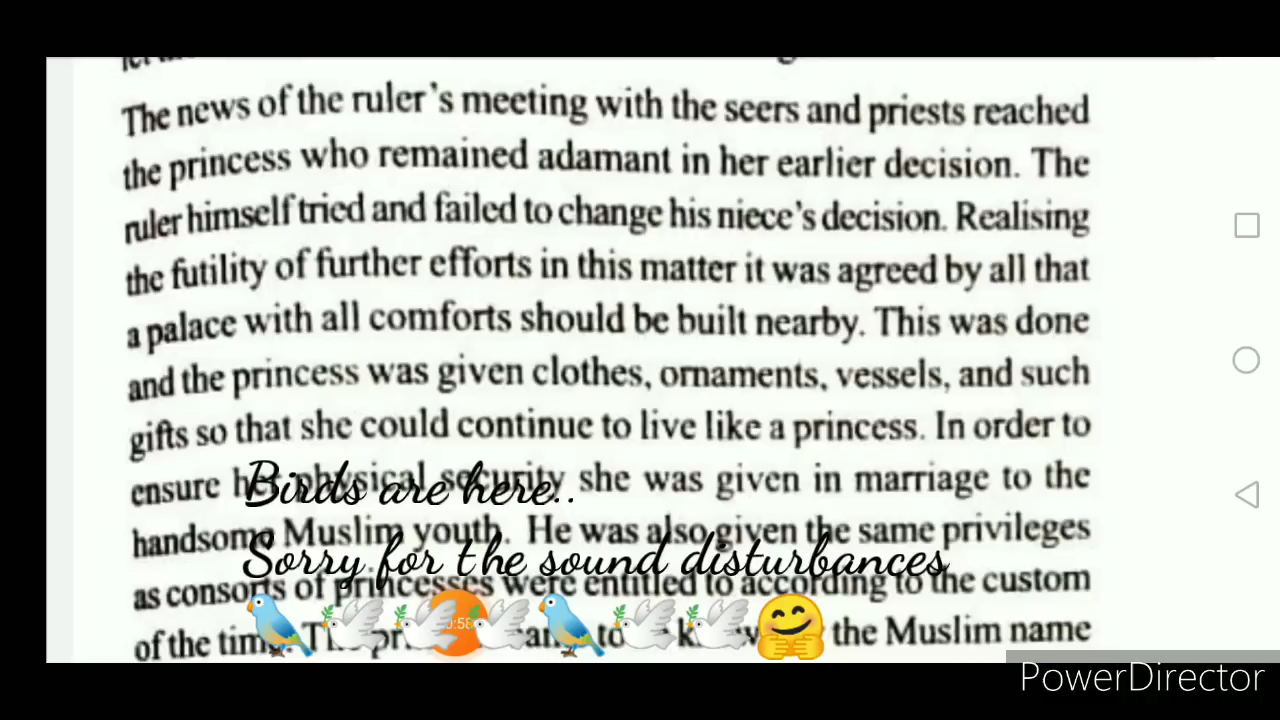 The news of the ruler's meeting with the seers and priests reached
the princess who remained adamant in her earlier decision. The
ruler himself tried and failed to change his niece's decision. Realising
the futility of further efforts in this matter it was agreed by all that
a palace with all comforts should be built nearby. This was done
and the princess was given clothes, ornaments, vessels, and such
gifts so that she could continue to live like a princess. In order to
ensure her physical security she was given in marriage to the
Birds are here..
handsome Muslim youth. He was also given the same privileges
Sorry for the sound disturbances
as consorts of princesses were entitled to according to the custom
of the time. the Muslim name
PowerDirector